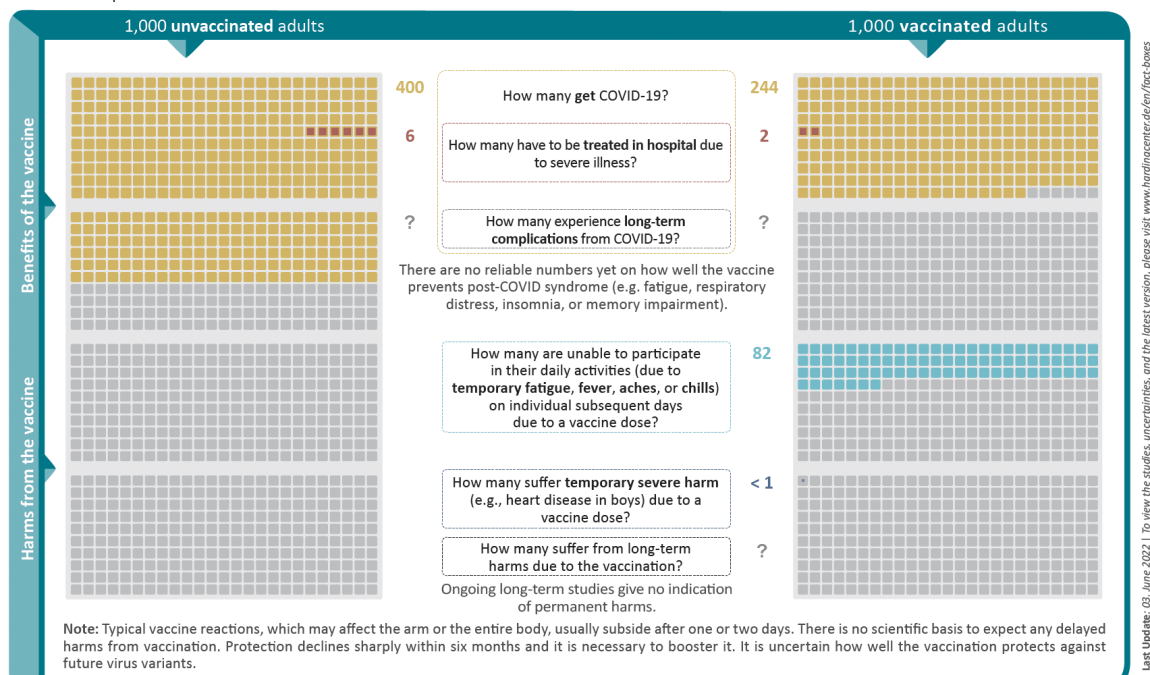 1,000 unvaccinated adults
1,000 vaccinated adults
Benefits of the vaccine
400
How many get COVID-19?
244
6
How many have to be treated in hospital due
to severe illness?
2
?
How many experience long-term
complications from COVID-19?
?
There are no reliable numbers yet on how well the vaccine
prevents post-COVID syndrome (e.g. fatigue, respiratory
distress, insomnia, or memory impairment).
Harms from the vaccine
How many are unable to participate
in their daily activities (due to
temporary fatigue, fever, aches, or chills)
on individual subsequent days
due to a vaccine dose?
82
How many suffer temporary severe harm
(e.g., heart disease in boys) due to a
vaccine dose?
< 1
How many suffer from long-term
harms due to the vaccination?
?
Ongoing long-term studies give no indication
of permanent harms.
Note: Typical vaccine reactions, which may affect the arm or the entire body, usually subside after one or two days. There is no scientific basis to expect any delayed
harms from vaccination. Protection declines sharply within six months and it is necessary to booster it. It is uncertain how well the vaccination protects against
future virus variants.
Last Update: 03. June 2022 | To view the studies, uncertainties, and the latest version, please visit www.hardingcenter.de/en/fact-boxes